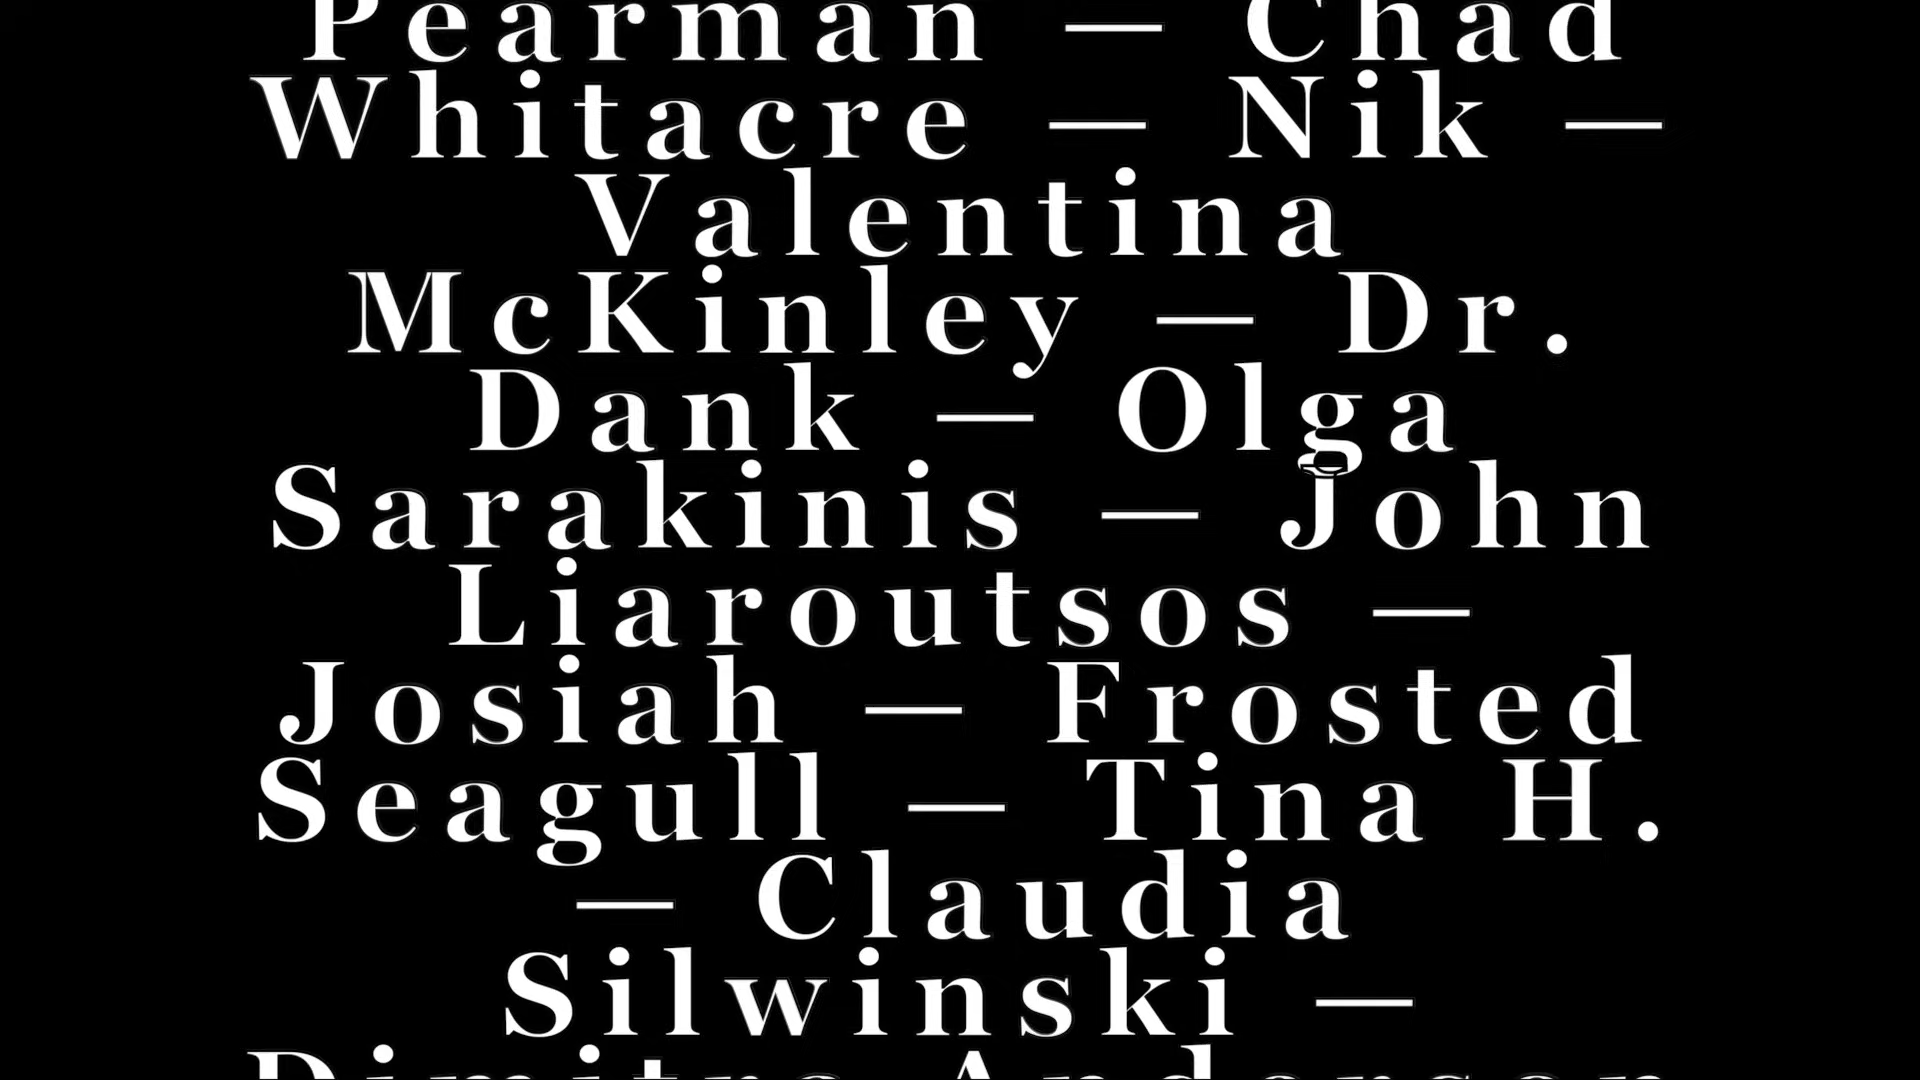 Pearman — Chad
Whitacre — Nik —
Valentina
McKinley — Dr.
Dank — Olga
Sarakinis — John
Liaroutsos —
Josiah — Frosted
Seagull — Tina H.
— Claudia
Silwinski —